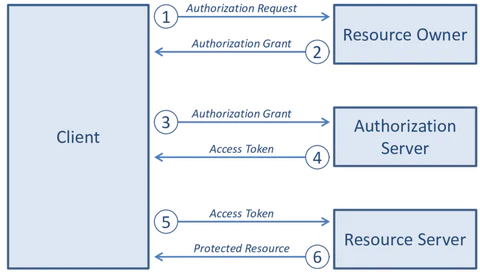 1
Authorization Request
Resource Owner
Authorization Grant
2
Client
3
Authorization Grant
Authorization
Server
Access Token
4
5
Access Token
Resource Server
Protected Resource
6